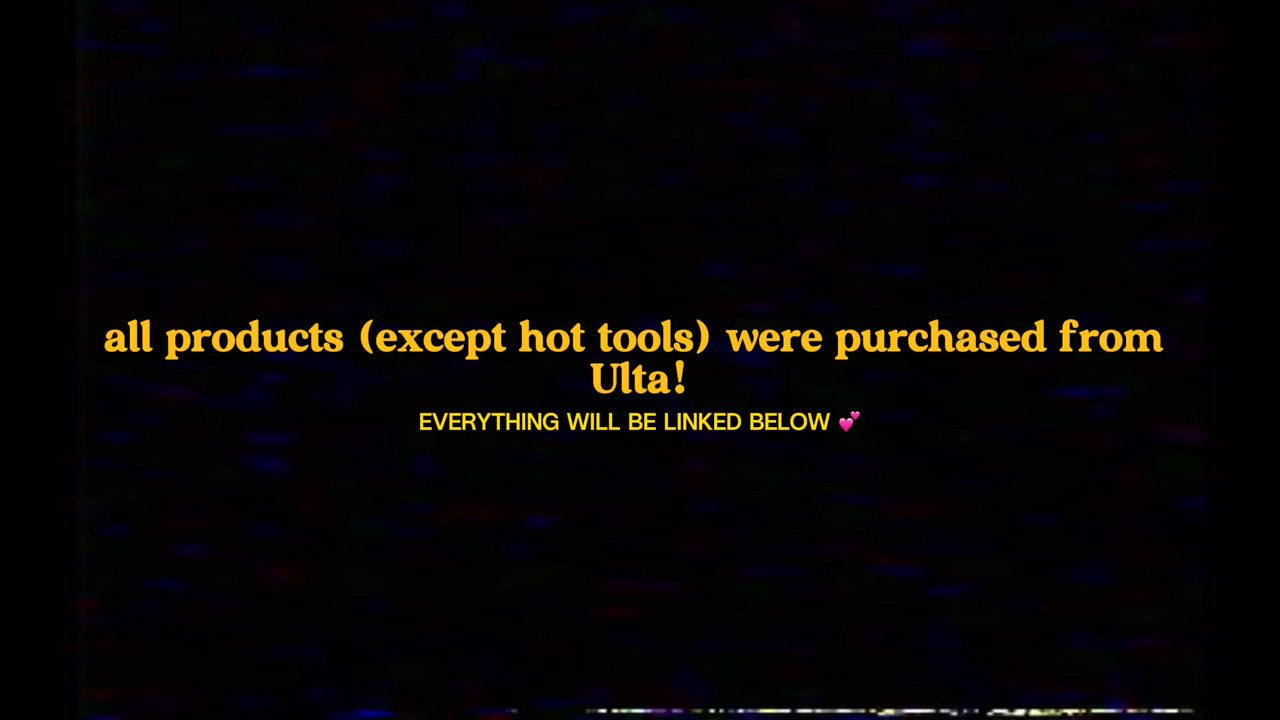 all products (except hot tools) were purchased from
Ulta!
EVERYTHING WILL BE LINKED BELOW 💕